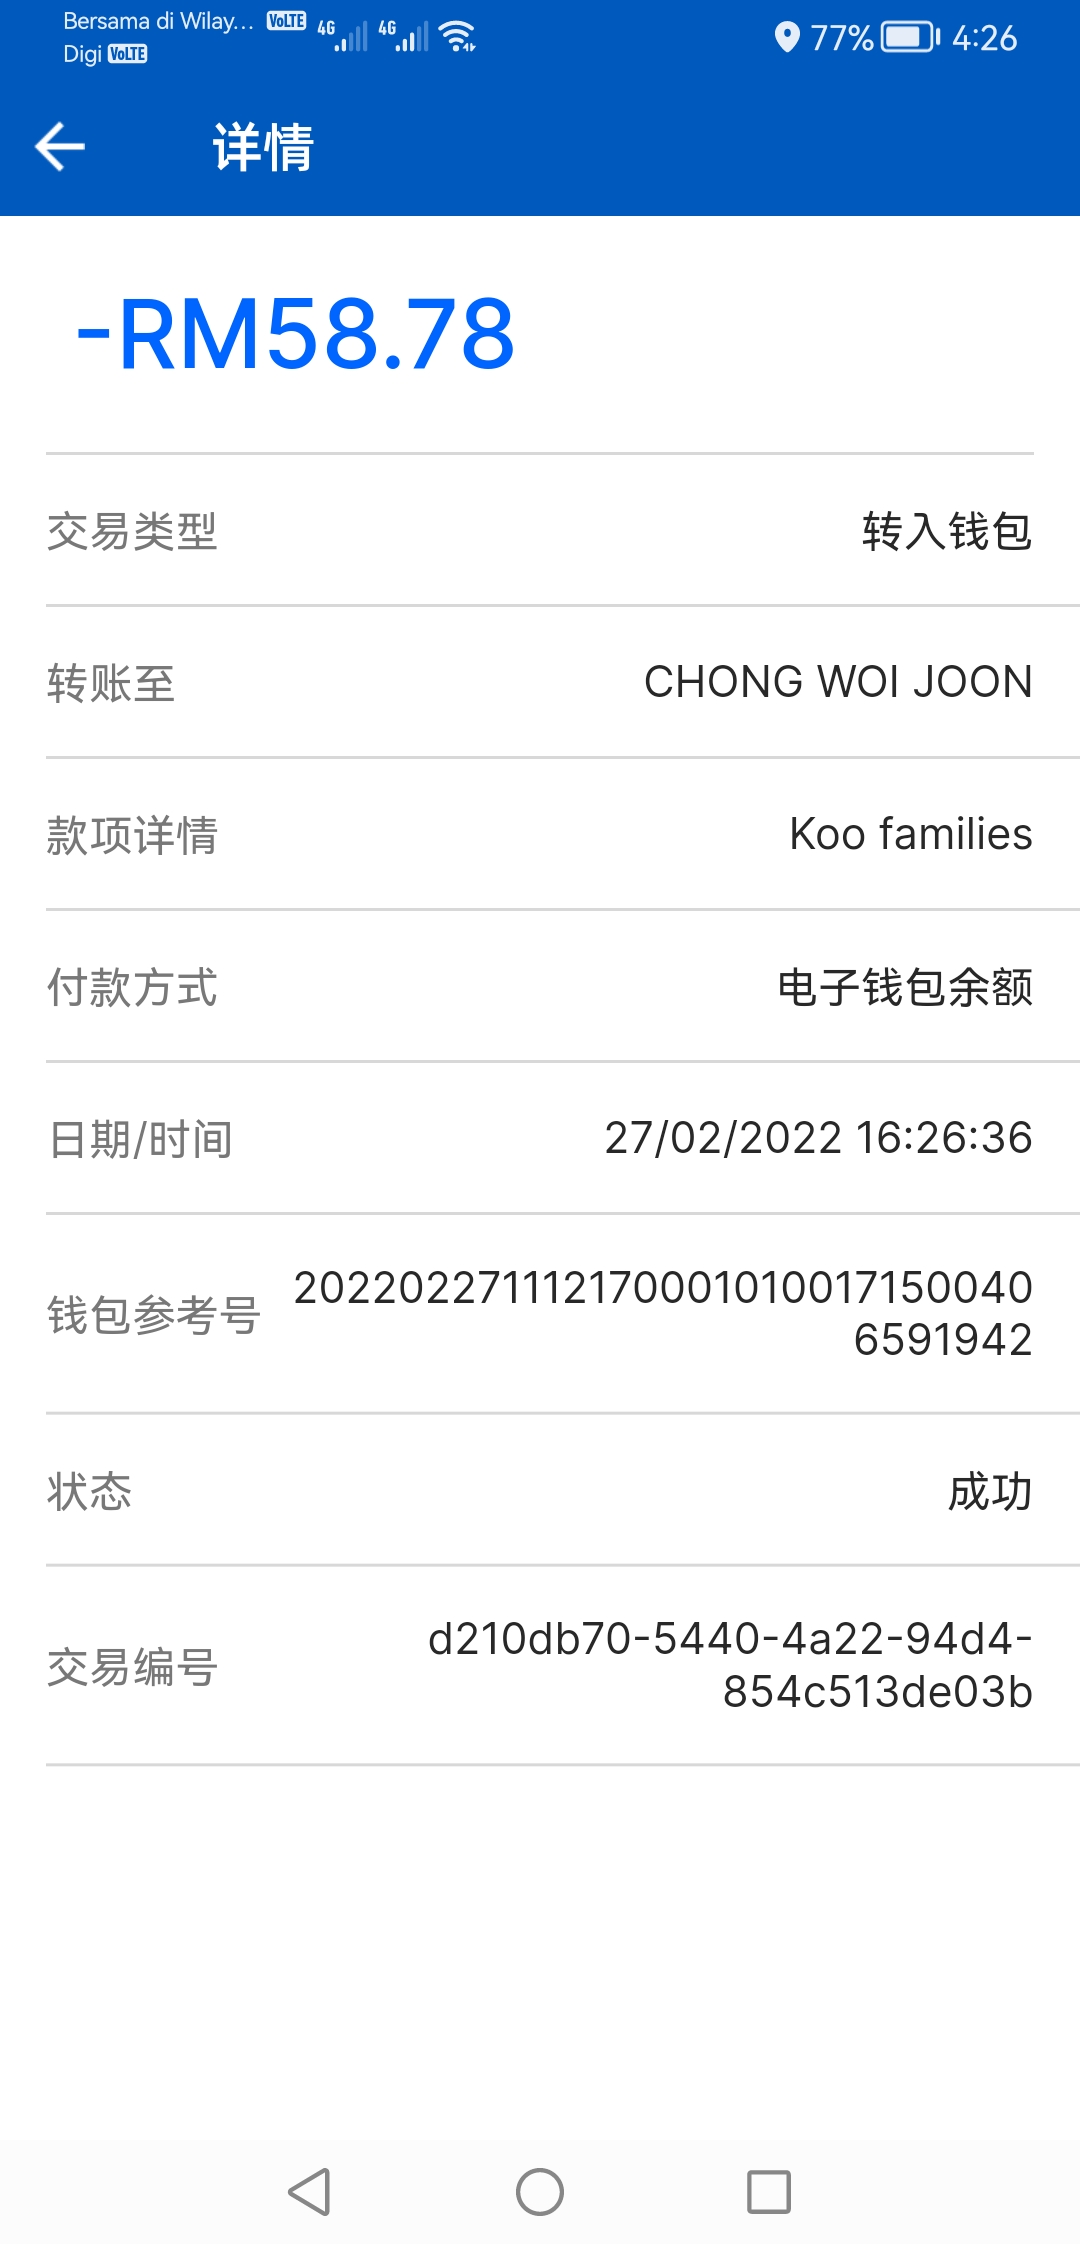 Bersama di Wilay... VoLTE 4G 4G 77% 4:26
Digi VoLTE
详情
-RM58.78
交易类型 转入钱包
转账至 CHONG WOI JOON
款项详情 Koo families
付款方式 电子钱包余额
日期/时间 27/02/2022 16:26:36
钱包参考号 202202271112170001010017150040
6591942
状态 成功
交易编号 d210db70-5440-4a22-94d4-
854c513de03b